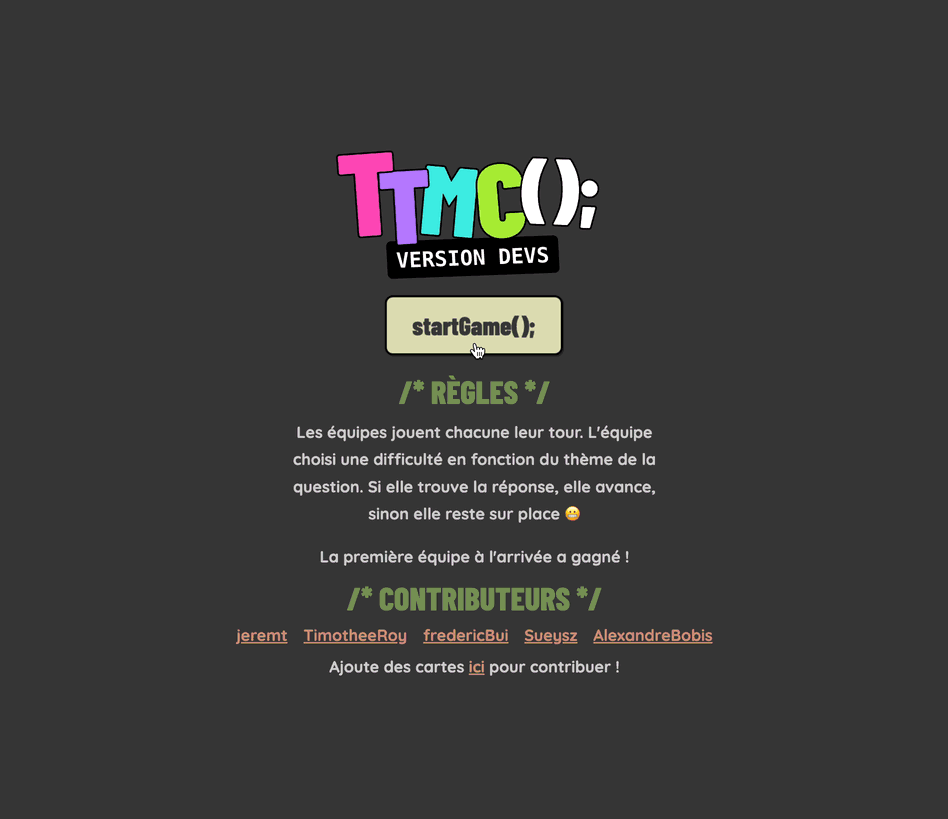 TTMC();
VERSION DEVS
startGame();
/* RÈGLES */
Les équipes jouent chacune leur tour. L'équipe
choisi une difficulté en fonction du thème de la
question. Si elle trouve la réponse, elle avance,
sinon elle reste sur place 😬
La première équipe à l'arrivée a gagné !
/* CONTRIBUTEURS */
jeremt TimotheeRoy fredericBui Sueysz AlexandreBobis
Ajoute des cartes ici pour contribuer !